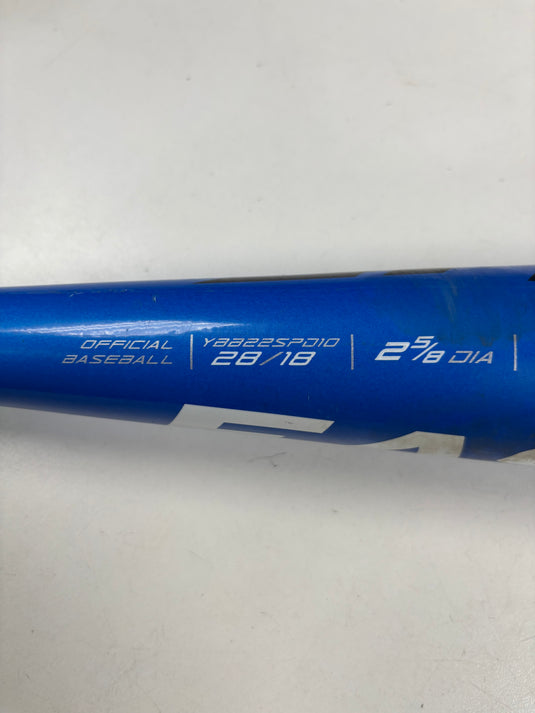 OFFICIAL
BASEBALL
YBB22SPD10
28/18
2 5/8 DIA